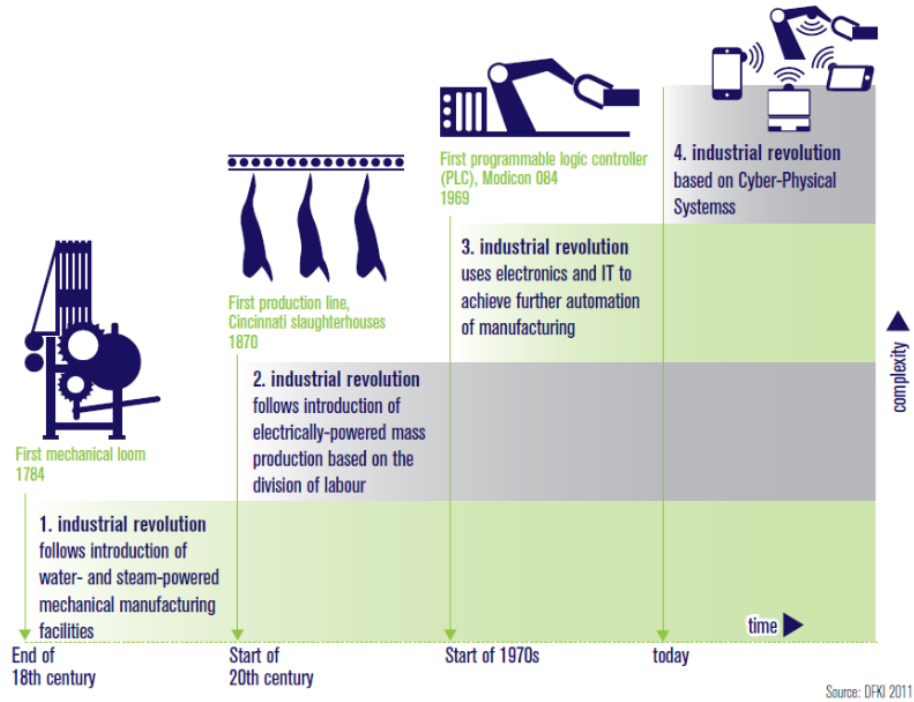 First mechanical loom
1784
1. industrial revolution
follows introduction of
water- and steam-powered
mechanical manufacturing
facilities
End of
18th century
First production line,
Cincinnati slaughterhouses
1870
2. industrial revolution
follows introduction of
electrically-powered mass
production based on the
division of labour
Start of
20th century
First programmable logic controller
(PLC), Modicon 084
1969
3. industrial revolution
uses electronics and IT to
achieve further automation
of manufacturing
Start of 1970s
4. industrial revolution
based on Cyber-Physical
Systemss
today
time
complexity
Source: DFKI 2011